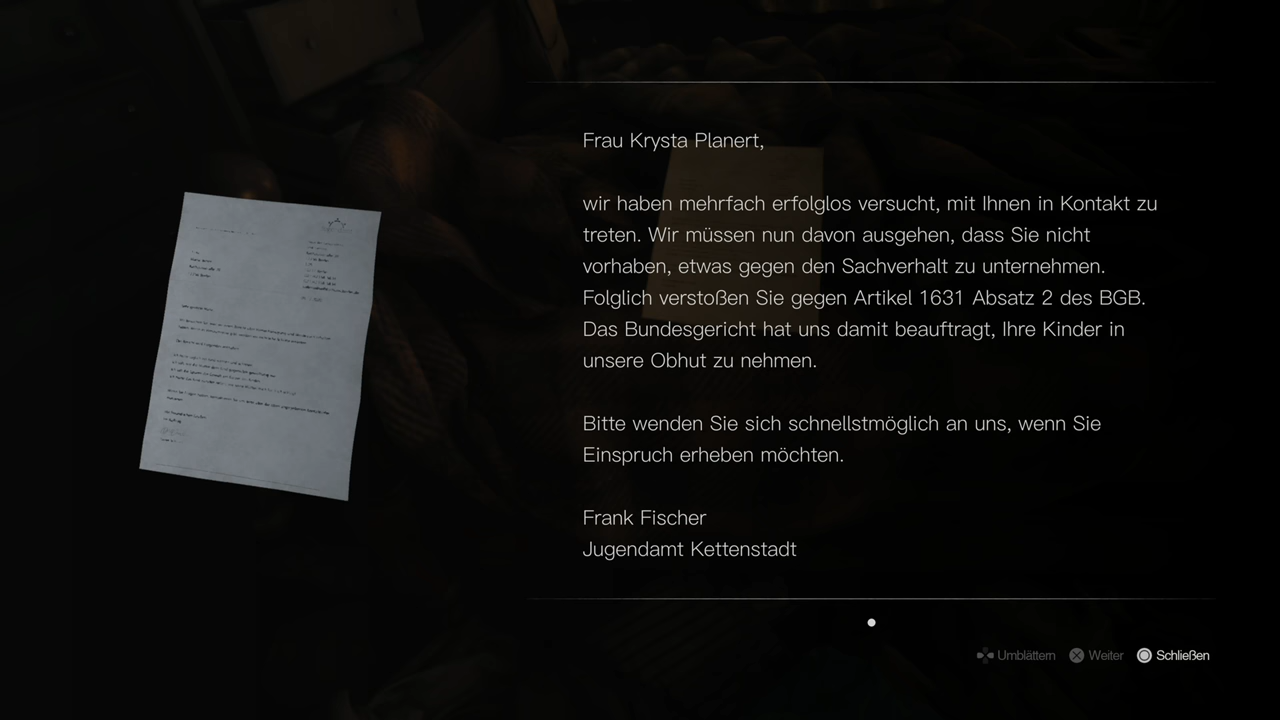 Frau Krysta Planert,
wir haben mehrfach erfolglos versucht, mit Ihnen in Kontakt zu
treten. Wir müssen nun davon ausgehen, dass Sie nicht
vorhaben, etwas gegen den Sachverhalt zu unternehmen.
Folglich verstoßen Sie gegen Artikel 1631 Absatz 2 des BGB.
Das Bundesgericht hat uns damit beauftragt, Ihre Kinder in
unsere Obhut zu nehmen.
Bitte wenden Sie sich schnellstmöglich an uns, wenn Sie
Einspruch erheben möchten.
Frank Fischer
Jugendamt Kettenstadt
Umblättern Weiter Schließen